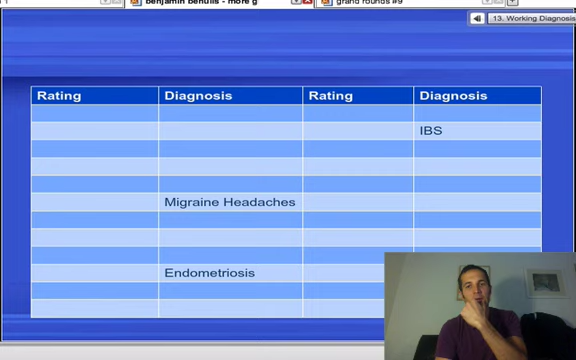 benjamin benulis - more g
grand rounds #9
13. Working Diagnosis
Rating Diagnosis Rating Diagnosis
IBS
Migraine Headaches
Endometriosis